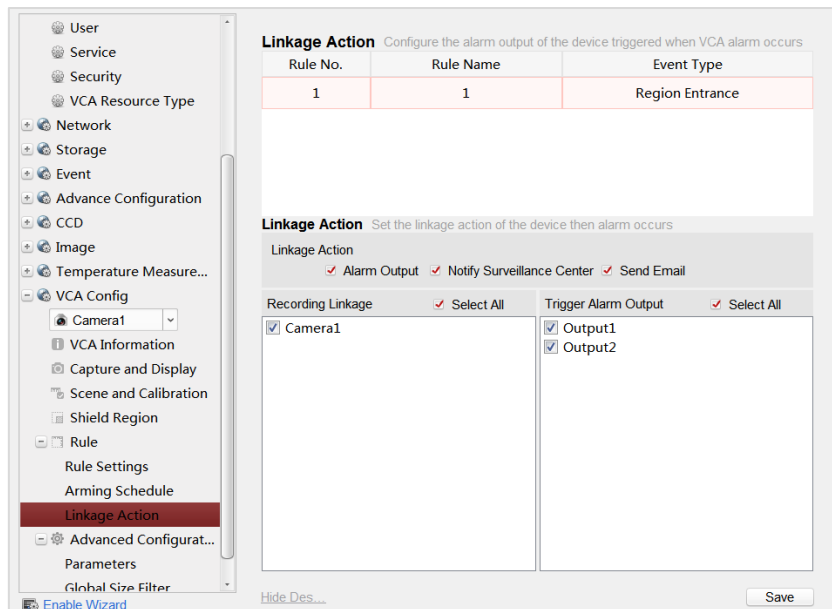 User
Service
Security
VCA Resource Type
Network
Storage
Event
Advance Configuration
CCD
Image
Temperature Measure...
VCA Config
Camera1
VCA Information
Capture and Display
Scene and Calibration
Shield Region
Rule
Rule Settings
Arming Schedule
Linkage Action
Advanced Configurat...
Parameters
Global Size Filter
Enable Wizard
Linkage Action Configure the alarm output of the device triggered when VCA alarm occurs
Rule No. Rule Name Event Type
1 1 Region Entrance
Linkage Action Set the linkage action of the device then alarm occurs
Linkage Action
Alarm Output Notify Surveillance Center Send Email
Recording Linkage Select All Trigger Alarm Output Select All
Camera1 Output1
Output2
Hide Des... Save